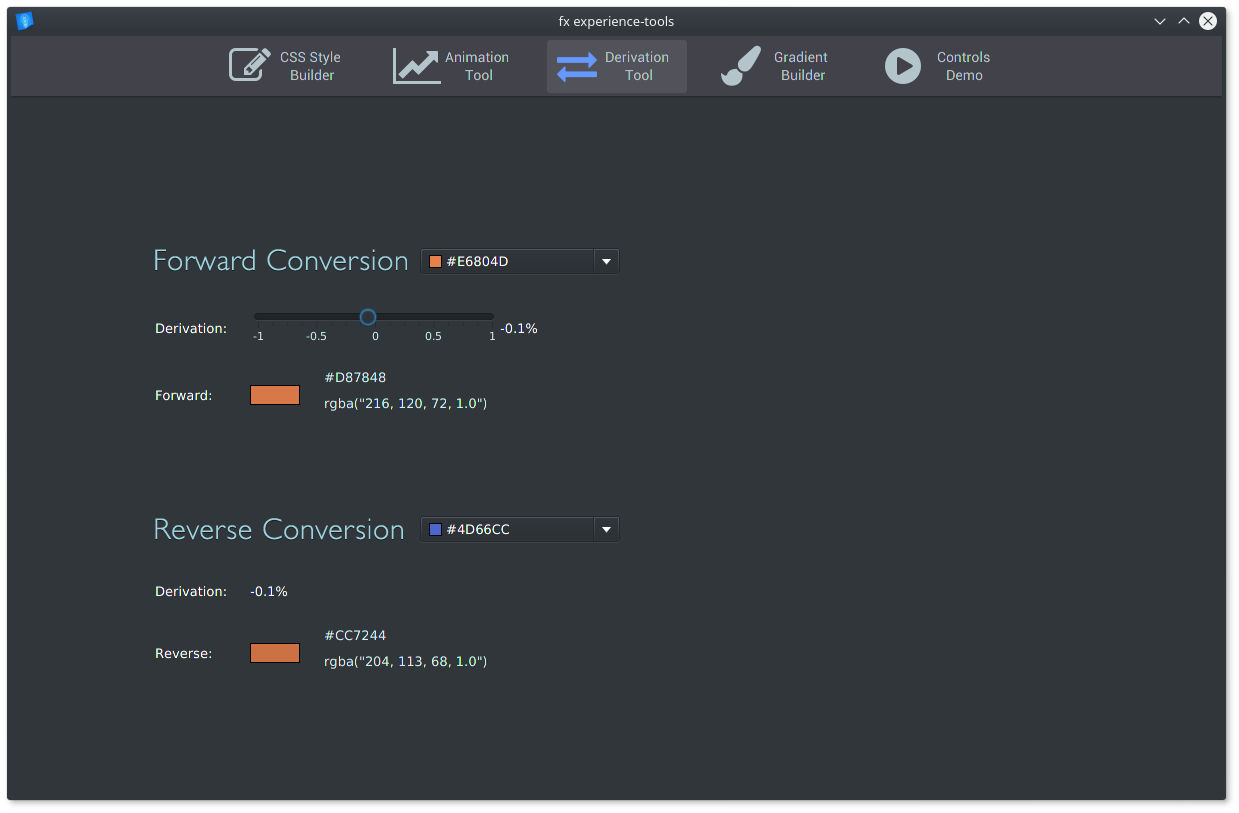 fx experience-tools
CSS Style
Builder
Animation
Tool
Derivation
Tool
Gradient
Builder
Controls
Demo
Forward Conversion
#E6804D
Derivation:
-1 -0.5 0 0.5 1
-0.1%
Forward:
#D87848
rgba("216, 120, 72, 1.0")
Reverse Conversion
#4D66CC
Derivation:
-0.1%
Reverse:
#CC7244
rgba("204, 113, 68, 1.0")